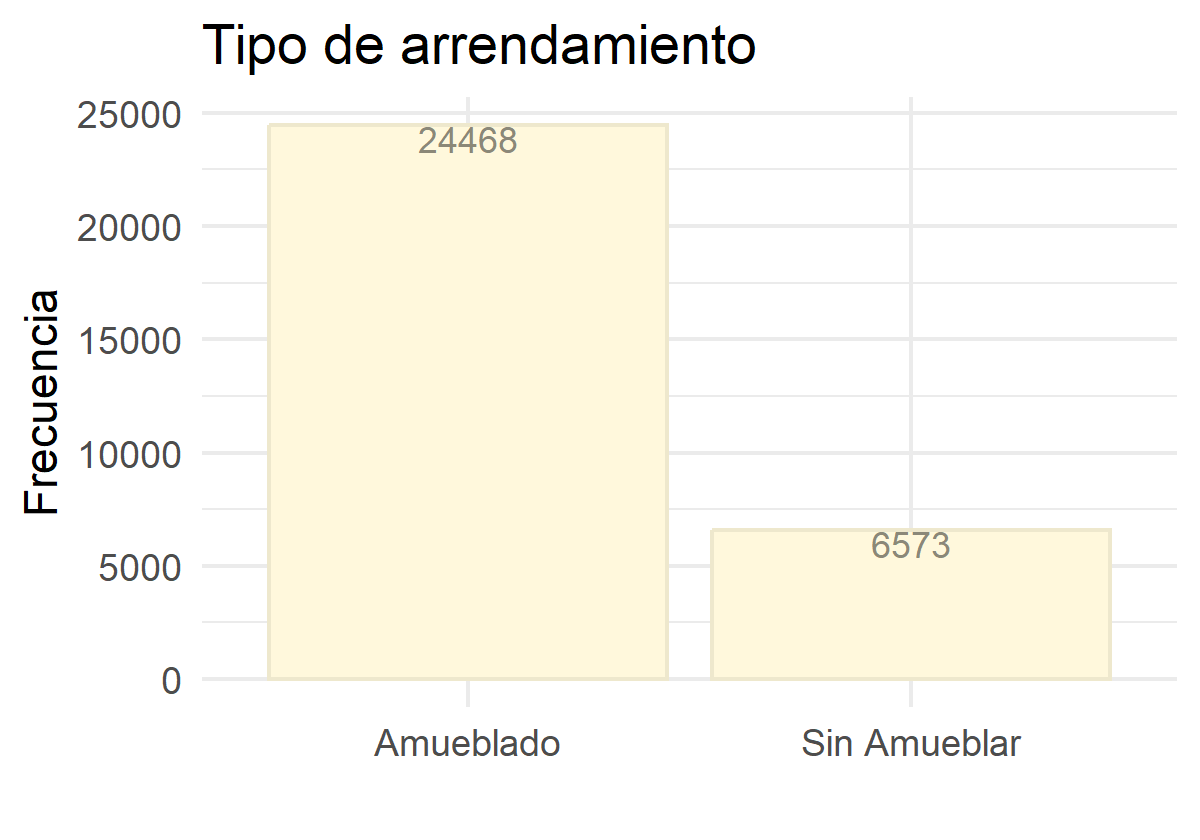 Tipo de arrendamiento
Frecuencia
25000
20000
15000
10000
5000
0
24468
6573
Amueblado
Sin Amueblar